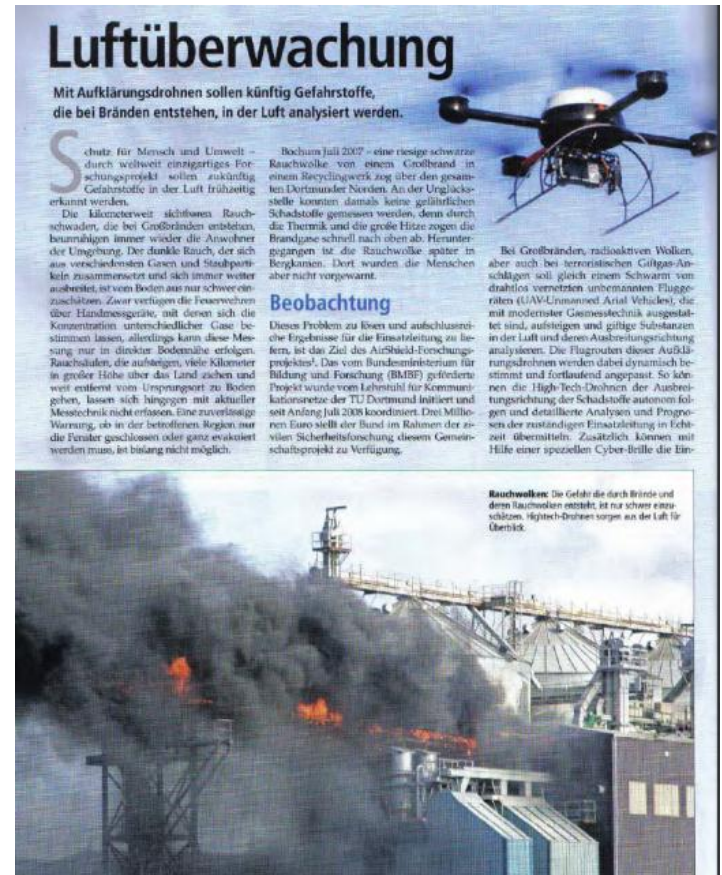 Luftüberwachung
Mit Aufklärungsdrohnen sollen künftig Gefahrstoffe,
die bei Bränden entstehen, in der Luft analysiert werden.
Schutz für Mensch und Umwelt –
durch weltweit einzigartiges For-
schungsprojekt sollen zukünftig
Gefahrstoffe in der Luft frühzeitig
erkannt werden.
Die kilometerweit sichtbaren Rauch-
schwaden, die bei Großbränden entstehen,
beunruhigen immer wieder die Anwohner
der Umgebung. Der dunkle Rauch, der sich
aus verschiedensten Gasen und Staubparti-
keln zusammensetzt und sich immer weiter
ausbreitet, ist vom Boden aus nur schwer ein-
zuschätzen. Zwar verfügen die Feuerwehren
über Handmessgeräte, mit denen sich die
Konzentration unterschiedlicher Gase be-
stimmen lassen, allerdings kann diese Mes-
sung nur in direkter Bodennähe erfolgen.
Rauchsäulen, die aufsteigen, viele Kilometer
in großer Höhe über das Land ziehen und
weit entfernt vom Ursprungsort zu Boden
gehen, lassen sich hingegen mit aktueller
Messtechnik nicht erfassen. Eine zuverlässige
Warnung, ob in der betroffenen Region nur
die Fenster geschlossen oder ganz evakuiert
werden muss, ist bislang nicht möglich.
Bochum Juli 2007 – eine riesige schwarze
Rauchwolke von einem Großbrand in
einem Recyclingwerk zog über den gesam-
ten Dortmunder Norden. An der Unglücks-
stelle konnten damals keine gefährlichen
Schadstoffe gemessen werden, denn durch
die Thermik und die große Hitze zogen die
Brandgase schnell nach oben ab. Herunter-
gegangen ist die Rauchwolke später in
Bergkamen. Dort wurden die Menschen
aber nicht vorgewarnt.
Beobachtung
Dieses Problem zu lösen und aufschlussrei-
che Ergebnisse für die Einsatzleitung zu lie-
fern, ist das Ziel des AirShield-Forschungs-
projektes¹. Das vom Bundesministerium für
Bildung und Forschung (BMBF) geförderte
Projekt wurde vom Lehrstuhl für Kommuni-
kationsnetze der TU Dortmund initiiert und
seit Anfang Juli 2008 koordiniert. Drei Millio-
nen Euro stellt der Bund im Rahmen der zi-
vilen Sicherheitsforschung diesem Gemein-
schaftsprojekt zu Verfügung.
Bei Großbränden, radioaktiven Wolken,
aber auch bei terroristischen Giftgas-An-
schlägen soll gleich einem Schwarm von
drahtlos vernetzten unbemannten Flugge-
räten (UAV-Unmanned Arial Vehicles), die
mit modernster Gasmesstechnik ausgestat-
tet sind, aufsteigen und giftige Substanzen
in der Luft und deren Ausbreitungsrichtung
analysieren. Die Flugrouten dieser Aufklä-
rungsdrohnen werden dabei dynamisch be-
stimmt und fortlaufend angepasst. So kön-
nen die High-Tech-Drohnen der Ausbrei-
tungsrichtung der Schadstoffe autonom fol-
gen und detaillierte Analysen und Progno-
sen der zuständigen Einsatzleitung in Echt-
zeit übermitteln. Zusätzlich können mit
Hilfe einer speziellen Cyber-Brille die Ein-
Rauchwolken: Die Gefahr die durch Brände und
deren Rauchwolken entsteht, ist nur schwer einzu-
schätzen. Hightech-Drohnen sorgen aus der Luft für
Überblick.